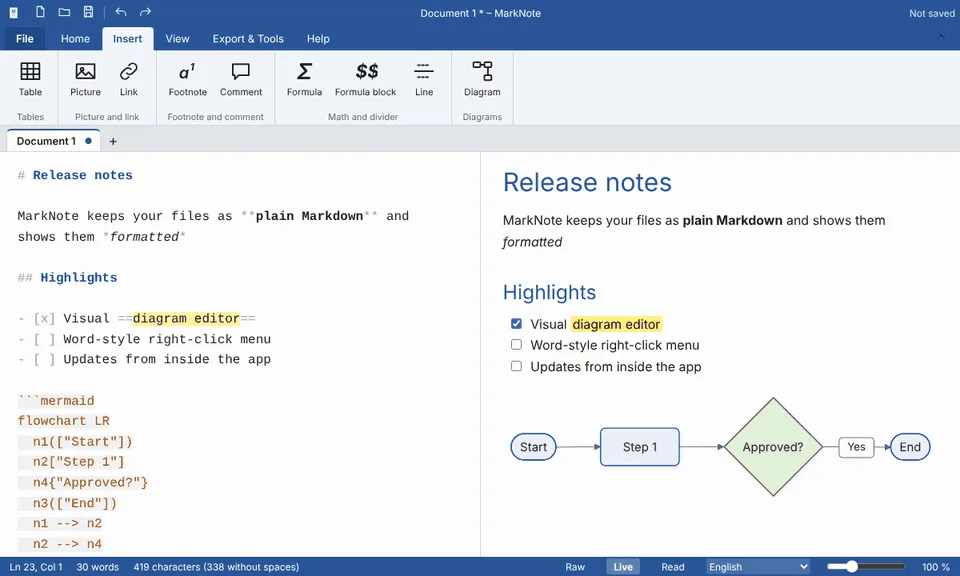 Document 1 * – MarkNote
Not saved
File Home Insert View Export & Tools Help
Table Picture Link Footnote Comment Formula Formula block Line Diagram
Tables Picture and link Footnote and comment Math and divider Diagrams
a¹ Σ $$
Document 1 +
# Release notes
MarkNote keeps your files as **plain Markdown** and
shows them *formatted*
## Highlights
- [x] Visual ==diagram editor==
- [ ] Word-style right-click menu
- [ ] Updates from inside the app
```mermaid
flowchart LR
n1(["Start"])
n2["Step 1"]
n4{"Approved?"}
n3(["End"])
n1 --> n2
n2 --> n4
Release notes
MarkNote keeps your files as plain Markdown and shows them
formatted
Highlights
Visual diagram editor
Word-style right-click menu
Updates from inside the app
Start Step 1 Approved? Yes End
Ln 23, Col 1 30 words 419 characters (338 without spaces) Raw Live Read English 100 %